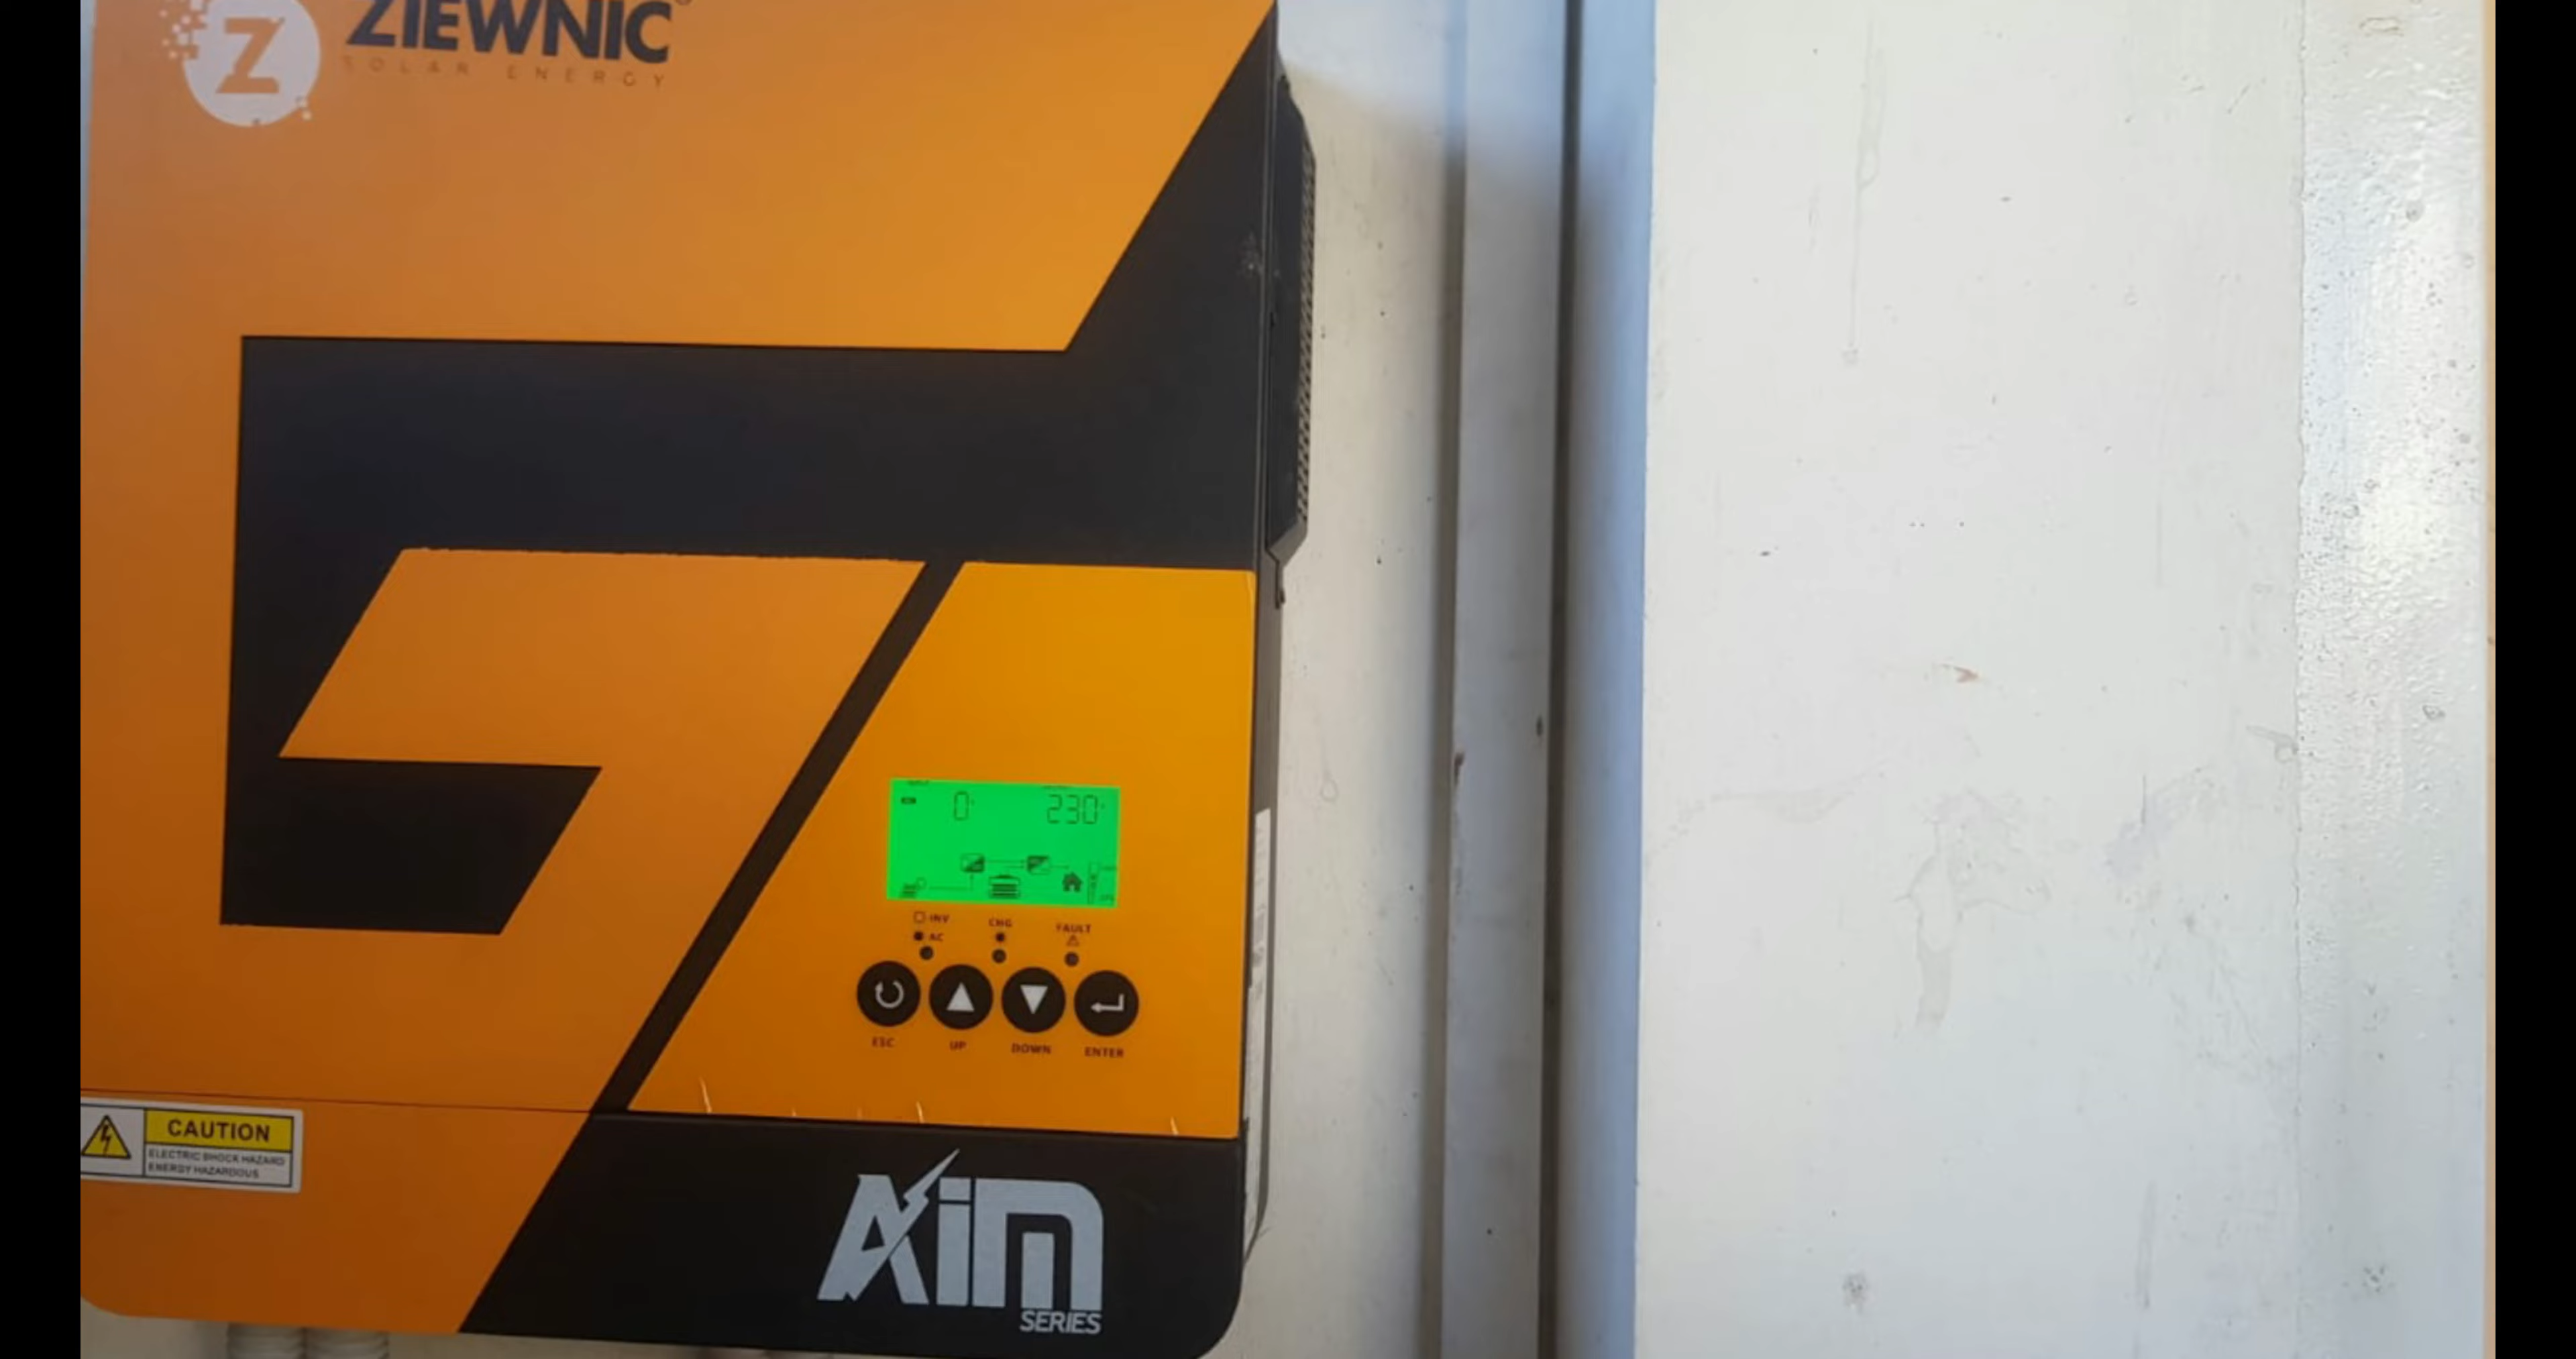 Z
ZIEWNIC
SOLAR ENERGY
0 230
INV CHG FAULT
AC
ESC UP DOWN ENTER
CAUTION
ELECTRIC SHOCK HAZARD
ENERGY HAZARDOUS
AiM
SERIES